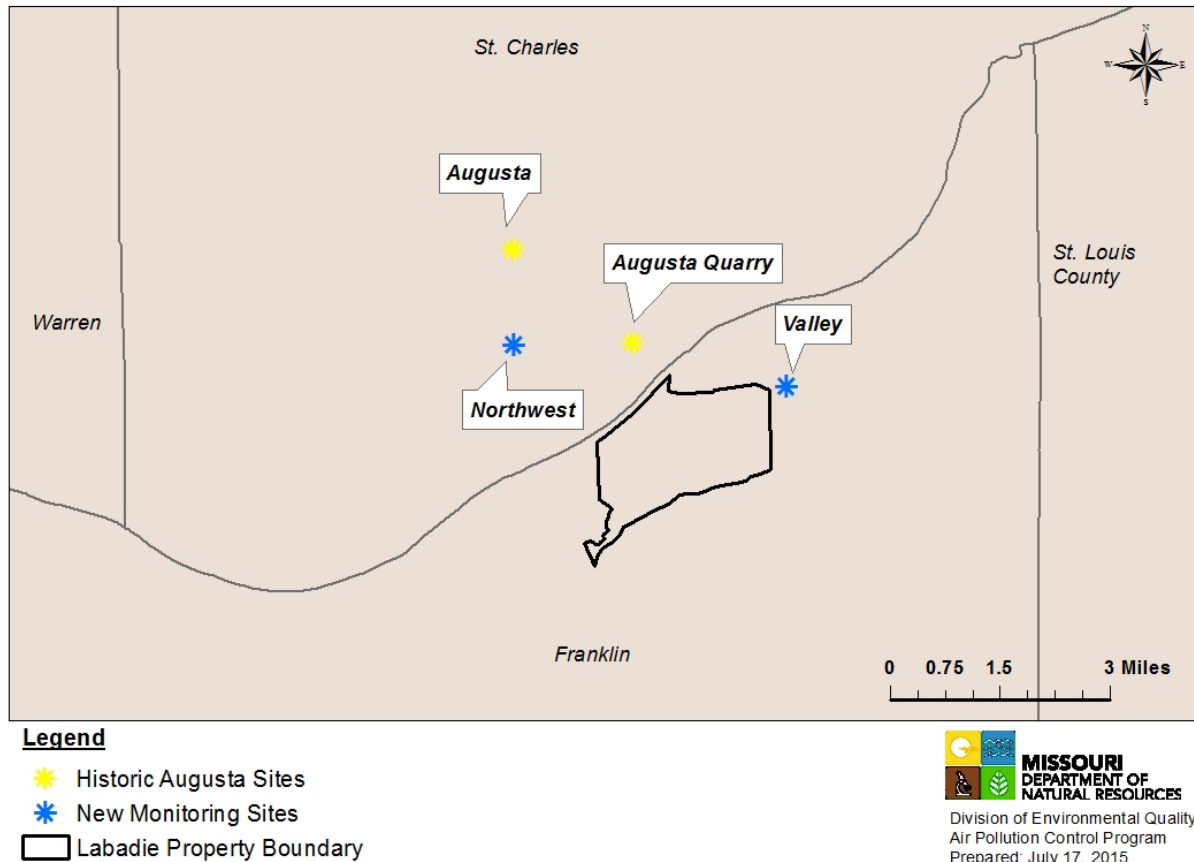 St. Charles
N
W
E
S
Augusta
Augusta Quarry
St. Louis
County
Warren
Valley
Northwest
Franklin
0 0.75 1.5 3 Miles
Legend
Historic Augusta Sites
New Monitoring Sites
Labadie Property Boundary
MISSOURI
DEPARTMENT OF
NATURAL RESOURCES
Division of Environmental Quality
Air Pollution Control Program
Prepared: July 17, 2015